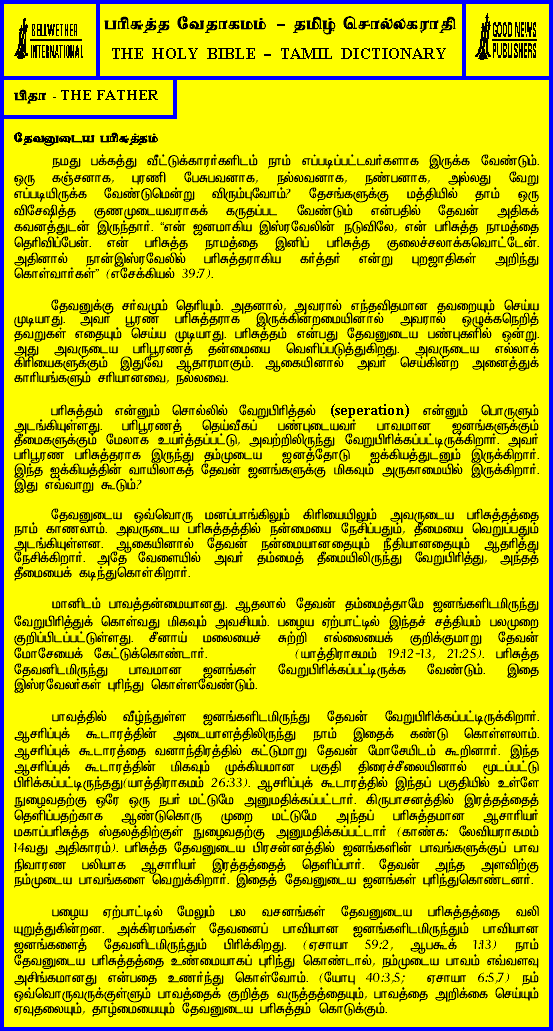 BELLWETHER
INTERNATIONAL
பரிசுத்த வேதாகமம் – தமிழ் சொல்லகராதி
THE HOLY BIBLE – TAMIL DICTIONARY
GOOD NEWS
PUBLISHERS
பிதா - THE FATHER
தேவனுடைய பரிசுத்தம்
நமது பக்கத்து வீட்டுக்காரர்களிடம் நாம் எப்படிப்பட்டவர்களாக இருக்க வேண்டும்.
ஒரு கஞ்சனாக, புரணி பேசுபவனாக, நல்லவனாக, நண்பனாக, அல்லது வேறு
எப்படியிருக்க வேண்டுமென்று விரும்புவோம்? தேசங்களுக்கு மத்தியில் தாம் ஒரு
விசேஷித்த குணமுடையவராகக் கருதப்பட வேண்டும் என்பதில் தேவன் அதிகக்
கவனத்துடன் இருந்தார். “என் ஜனமாகிய இஸ்ரவேலின் நடுவிலே, என் பரிசுத்த நாமத்தை
தெரிவிப்பேன். என் பரிசுத்த நாமத்தை இனிப் பரிசுத்த குலைச்சலாக்கவொட்டேன்.
அதினால் நான்இஸ்ரவேலில் பரிசுத்தராகிய கர்த்தர் என்று புறஜாதிகள் அறிந்து
கொள்வார்கள்” (எசேக்கியல் 39:7).
தேவனுக்கு சர்வமும் தெரியும். அதனால், அவரால் எந்தவிதமான தவறையும் செய்ய
முடியாது. அவர் பூரண பரிசுத்தராக இருக்கின்றமையினால் அவரால் ஒழுக்கநெறித்
தவறுகள் எதையும் செய்ய முடியாது. பரிசுத்தம் என்பது தேவனுடைய பண்புகளில் ஒன்று.
அது அவருடைய பரிபூரணத் தன்மையை வெளிப்படுத்துகிறது. அவருடைய எல்லாக்
கிரியைகளுக்கும் இதுவே ஆதாரமாகும். ஆகையினால் அவர் செய்கின்ற அனைத்துக்
காரியங்களும் சரியானவை, நல்லவை.
பரிசுத்தம் என்னும் சொல்லில் வேறுபிரித்தல் (seperation) என்னும் பொருளும்
அடங்கியுள்ளது. பரிபூரணத் தெய்வீகப் பண்புடையவர் பாவமான ஜனங்களுக்கும்
தீமைகளுக்கும் மேலாக உயர்த்தப்பட்டு, அவற்றிலிருந்து வேறுபிரிக்கப்பட்டிருக்கிறார். அவர்
பரிபூரண பரிசுத்தராக இருந்து தம்முடைய ஜனத்தோடு ஐக்கியத்துடனும் இருக்கிறார்.
இந்த ஐக்கியத்தின் வாயிலாகத் தேவன் ஜனங்களுக்கு மிகவும் அருகாமையில் இருக்கிறார்.
இது எவ்வாறு கூடும்?
தேவனுடைய ஒவ்வொரு மனப்பாங்கிலும் கிரியையிலும் அவருடைய பரிசுத்தத்தை
நாம் காணலாம். அவருடைய பரிசுத்தத்தில் நன்மையை நேசிப்பதும், தீமையை வெறுப்பதும்
அடங்கியுள்ளன. ஆகையினால் தேவன் நன்மையானதையும் நீதியானதையும் ஆதரித்து
நேசிக்கிறார். அதே வேளையில் அவர் தம்மைத் தீமையிலிருந்து வேறுபிரித்து, அந்தத்
தீமையைக் கடிந்துகொள்கிறார்.
மானிடம் பாவத்தன்மையானது. ஆதலால் தேவன் தம்மைத்தாமே ஜனங்களிடமிருந்து
வேறுபிரித்துக் கொள்வது மிகவும் அவசியம். பழைய ஏற்பாட்டில் இந்தச் சத்தியம் பலமுறை
குறிப்பிடப்பட்டுள்ளது. சீனாய் மலையைச் சுற்றி எல்லையைக் குறிக்குமாறு தேவன்
மோசேயைக் கேட்டுக்கொண்டார். (யாத்திராகமம் 19:12-13, 21:25). பரிசுத்த
தேவனிடமிருந்து பாவமான ஜனங்கள் வேறுபிரிக்கப்பட்டிருக்க வேண்டும். இதை
இஸ்ரவேலர்கள் புரிந்து கொள்ளவேண்டும்.
பாவத்தில் வீழ்ந்துள்ள ஜனங்களிடமிருந்து தேவன் வேறுபிரிக்கப்பட்டிருக்கிறார்.
ஆசரிப்புக் கூடாரத்தின் அடையாளத்திலிருந்து நாம் இதைக் கண்டு கொள்ளலாம்.
ஆசரிப்புக் கூடாரத்தை வனாந்திரத்தில் கட்டுமாறு தேவன் மோசேயிடம் கூறினார். இந்த
ஆசரிப்புக் கூடாரத்தின் மிகவும் முக்கியமான பகுதி திரைச்சீலையினால் மூடப்பட்டு
பிரிக்கப்பட்டிருந்தது(யாத்திராகமம் 26:33). ஆசரிப்புக் கூடாரத்தில் இந்தப் பகுதியில் உள்ளே
நுழைவதற்கு ஒரே ஒரு நபர் மட்டுமே அனுமதிக்கப்பட்டார். கிருபாசனத்தில் இரத்தத்தைத்
தெளிப்பதற்காக ஆண்டுகொரு முறை மட்டுமே அந்தப் பரிசுத்தமான ஆசாரியர்
மகாப்பரிசுத்த ஸ்தலத்திற்குள் நுழைவதற்கு அனுமதிக்கப்பட்டார் (காண்க: லேவியராகமம்
14வது அதிகாரம்). பரிசுத்த தேவனுடைய பிரசன்னத்தில் ஜனங்களின் பாவங்களுக்குப் பாவ
நிவாரண பலியாக ஆசாரியர் இரத்தத்தைத் தெளிப்பார். தேவன் அந்த அளவிற்கு
நம்முடைய பாவங்களை வெறுக்கிறார். இதைத் தேவனுடைய ஜனங்கள் புரிந்துகொண்டனர்.
பழைய ஏற்பாட்டில் மேலும் பல வசனங்கள் தேவனுடைய பரிசுத்தத்தை வலி
யுறுத்துகின்றன. அக்கிரமங்கள் தேவனைப் பாவியான ஜனங்களிடமிருந்தும் பாவியான
ஜனங்களைத் தேவனிடமிருந்தும் பிரிக்கிறது. (ஏசாயா 59:2, ஆபகூக் 1:13) நாம்
தேவனுடைய பரிசுத்தத்தை உண்மையாகப் புரிந்து கொண்டால், நம்முடைய பாவம் எவ்வளவு
அசிங்கமானது என்பதை உணர்ந்து கொள்வோம். (யோபு 40:3,5; ஏசாயா 6:5,7) நம்
ஒவ்வொருவருக்குள்ளும் பாவத்தைக் குறித்த வருத்தத்தையும், பாவத்தை அறிக்கை செய்யும்
ஏவுதலையும், தாழ்மையையும் தேவனுடைய பரிசுத்தம் கொடுக்கும்.